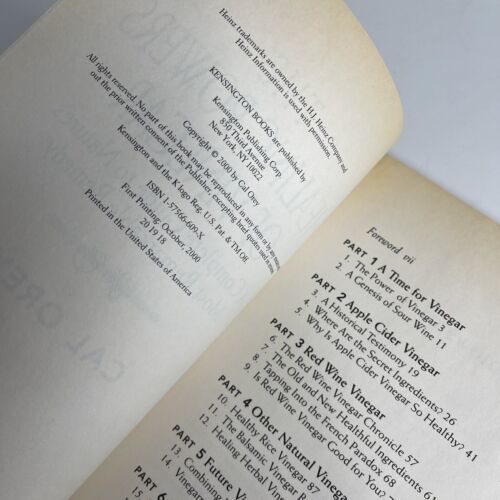 Heinz trademarks are owned by the H.J. Heinz Company and
Heinz Information is used with permission.
KENSINGTON BOOKS are published by
Kensington Publishing Corp.
850 Third Avenue
New York, NY 10022
Copyright © 2000 by Cal Orey
All rights reserved. No part of this book may be reproduced in any form or by any means
out the prior written consent of the Publisher, excepting brief quotes used in
Kensington and the K logo Reg. U.S. Pat. & TM Off.
ISBN 1-57566-609-X
First Printing, October, 2000
20 19 18
Printed in the United States of America
Foreword vii
PART 1 A Time for Vinegar
1. The Power of Vinegar 3
2. A Genesis of Sour Wine 11
PART 2 Apple Cider Vinegar
3. A Historical Testimony 19
4. Where Are the Secret Ingredients? 26
5. Why Is Apple Cider Vinegar So Healthy? 41
PART 3 Red Wine Vinegar
6. The Red Wine Vinegar Chronicle 57
7. The Old and New Healthful Ingredients
8. Tapping Into the French Paradox 68
9. Is Red Wine Vinegar Good for You?
PART 4 Other Natural
10. Healthy Rice Vinegar
11. The Balsamic Vinegar 87
12. Healing Herbal
PART 5 Future
13. Combining
14. Vinegar
PART 6
15.